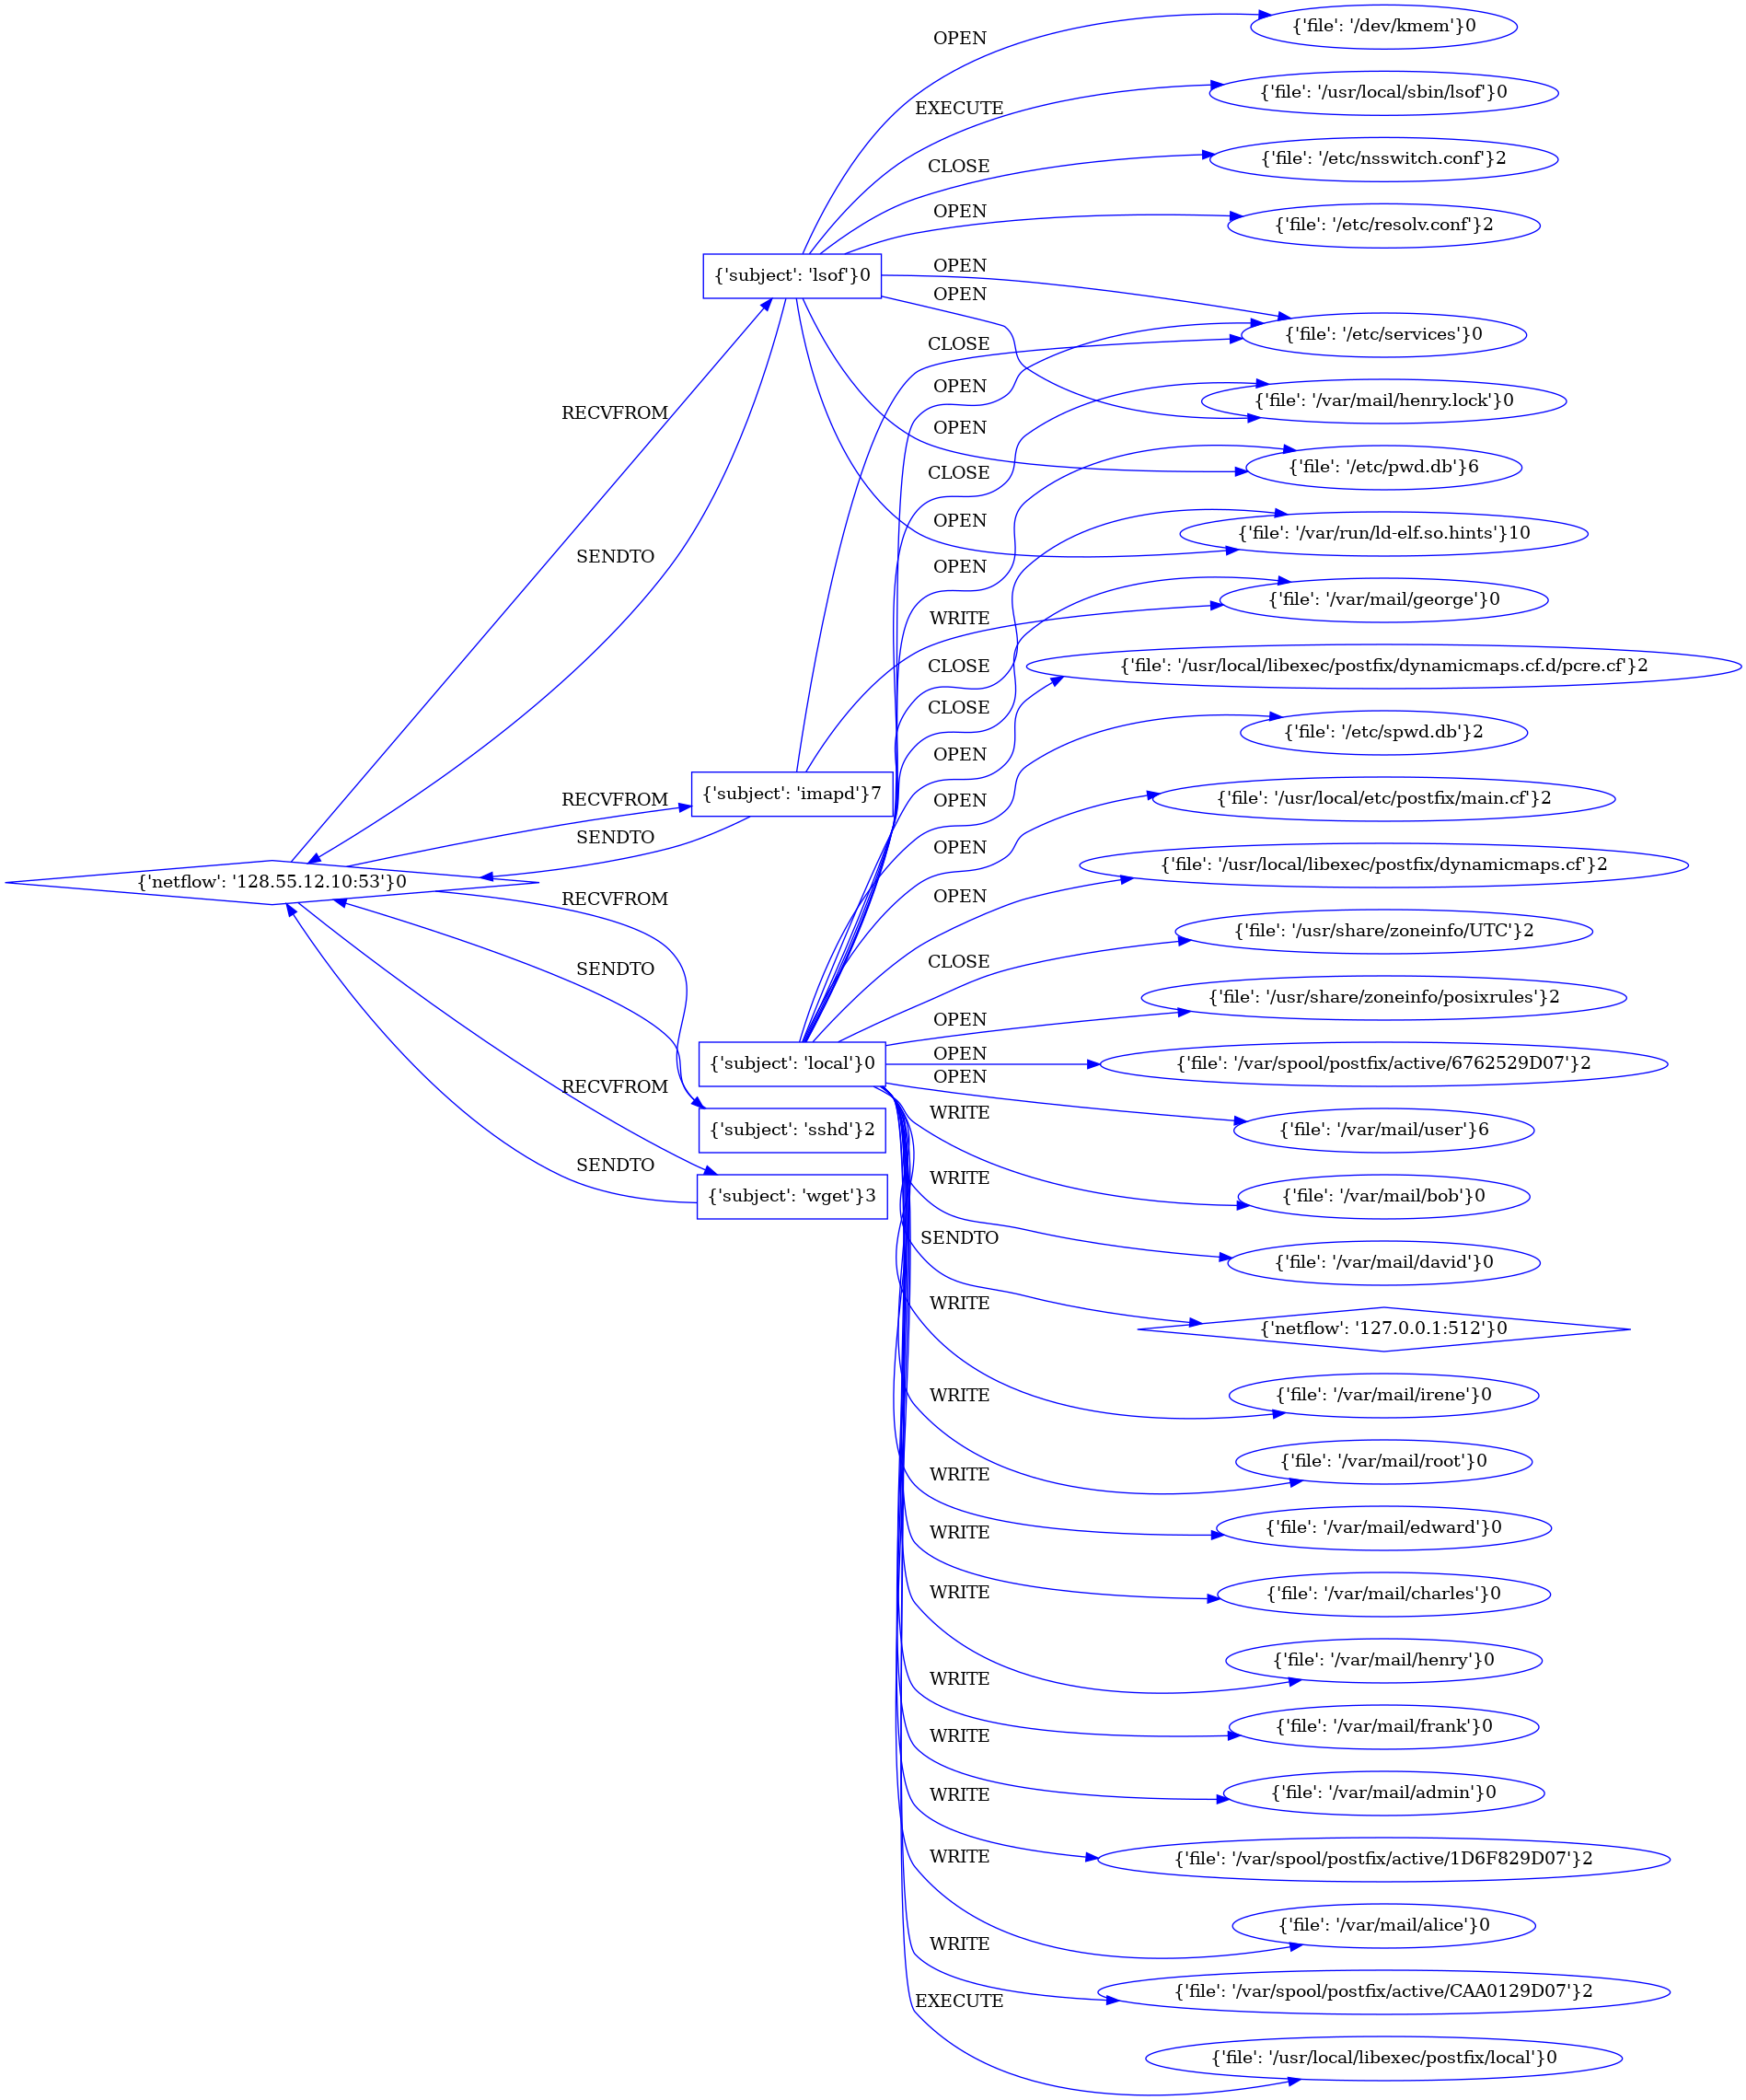 OPEN
{'file': '/dev/kmem'}0
EXECUTE
{'file': '/usr/local/sbin/lsof'}0
CLOSE
{'file': '/etc/nsswitch.conf'}2
OPEN
{'file': '/etc/resolv.conf'}2
{'subject': 'lsof'}0
OPEN
OPEN
{'file': '/etc/services'}0
CLOSE
OPEN
{'file': '/var/mail/henry.lock'}0
RECVFROM
OPEN
{'file': '/etc/pwd.db'}6
CLOSE
OPEN
{'file': '/var/run/ld-elf.so.hints'}10
SENDTO
OPEN
{'file': '/var/mail/george'}0
WRITE
CLOSE
{'file': '/usr/local/libexec/postfix/dynamicmaps.cf.d/pcre.cf'}2
CLOSE
{'file': '/etc/spwd.db'}2
OPEN
{'subject': 'imapd'}7
RECVFROM
OPEN
{'file': '/usr/local/etc/postfix/main.cf'}2
SENDTO
OPEN
{'file': '/usr/local/libexec/postfix/dynamicmaps.cf'}2
{'netflow': '128.55.12.10:53'}0
RECVFROM
OPEN
{'file': '/usr/share/zoneinfo/UTC'}2
SENDTO
CLOSE
{'file': '/usr/share/zoneinfo/posixrules'}2
OPEN
{'subject': 'local'}0
OPEN
{'file': '/var/spool/postfix/active/6762529D07'}2
OPEN
RECVFROM
WRITE
{'subject': 'sshd'}2
{'file': '/var/mail/user'}6
SENDTO
WRITE
{'subject': 'wget'}3
{'file': '/var/mail/bob'}0
SENDTO
{'file': '/var/mail/david'}0
WRITE
{'netflow': '127.0.0.1:512'}0
WRITE
{'file': '/var/mail/irene'}0
WRITE
{'file': '/var/mail/root'}0
WRITE
{'file': '/var/mail/edward'}0
WRITE
{'file': '/var/mail/charles'}0
WRITE
{'file': '/var/mail/henry'}0
WRITE
{'file': '/var/mail/frank'}0
WRITE
{'file': '/var/mail/admin'}0
WRITE
{'file': '/var/spool/postfix/active/1D6F829D07'}2
WRITE
{'file': '/var/mail/alice'}0
WRITE
{'file': '/var/spool/postfix/active/CAA0129D07'}2
EXECUTE
{'file': '/usr/local/libexec/postfix/local'}0